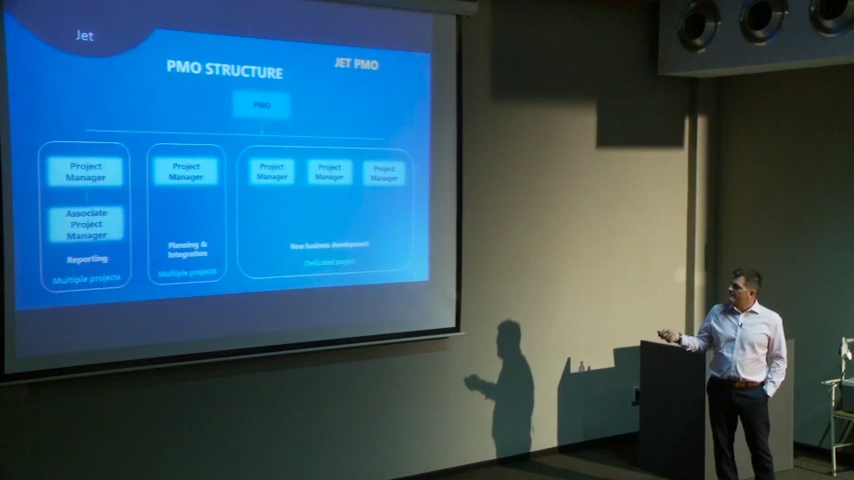 Jet
PMO STRUCTURE
JET PMO
PMO
Project
Manager
Associate
Project
Manager
Reporting
Multiple projects
Project
Manager
Planning &
Integration
Multiple projects
Project
Manager
Project
Manager
Project
Manager
New business development
Dedicated project